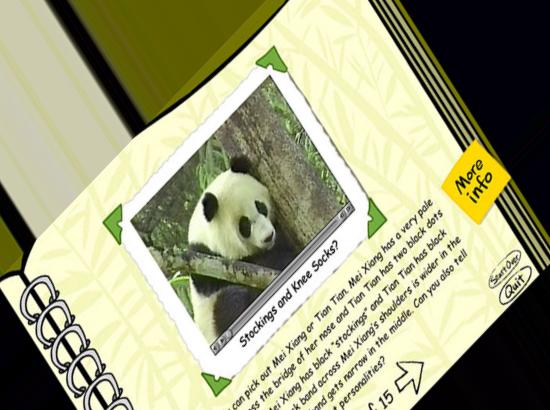 More
info
Stockings and Knee Socks?
can pick out Mei Xiang or Tian Tian. Mei Xiang has a very pale
the bridge of her nose and Tian Tian has two black dots
Mei Xiang has black "stockings" and Tian Tian has black
band across Mei Xiang's shoulders is wider in the
and gets narrow in the middle. Can you also tell
personalities?
15
Start Over
Quit